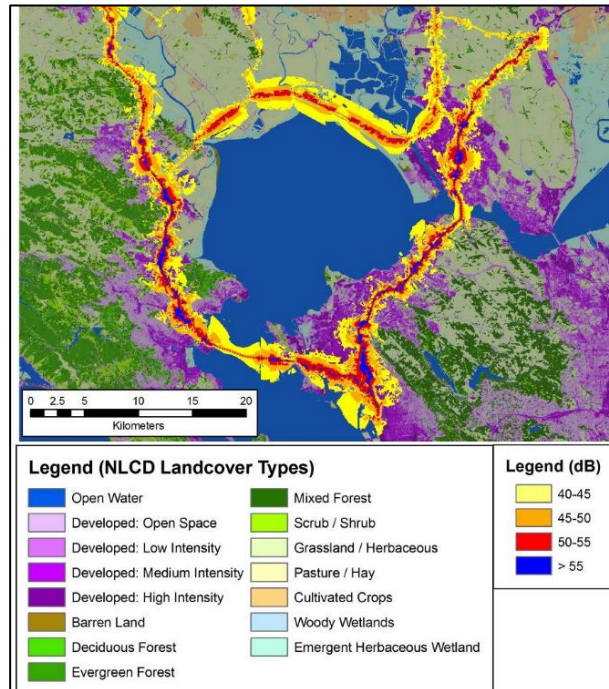 0 2.5 5 10 15 20
Kilometers
Legend (NLCD Landcover Types)
Open Water
Developed: Open Space
Developed: Low Intensity
Developed: Medium Intensity
Developed: High Intensity
Barren Land
Deciduous Forest
Evergreen Forest
Mixed Forest
Scrub / Shrub
Grassland / Herbaceous
Pasture / Hay
Cultivated Crops
Woody Wetlands
Emergent Herbaceous Wetland
Legend (dB)
40-45
45-50
50-55
> 55